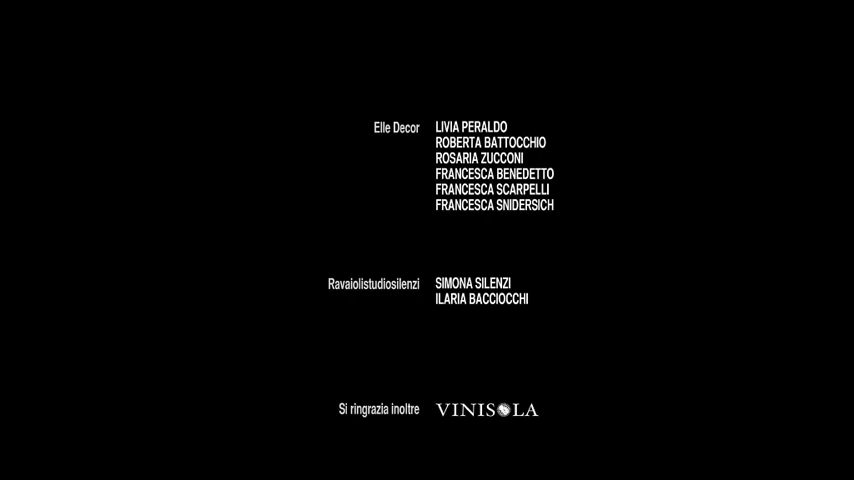 Elle Decor LIVIA PERALDO
ROBERTA BATTOCCHIO
ROSARIA ZUCCONI
FRANCESCA BENEDETTO
FRANCESCA SCARPELLI
FRANCESCA SNIDERSICH
Ravaiolistudiosilenzi SIMONA SILENZI
ILARIA BACCIOCCHI
Si ringrazia inoltre VINISOLA